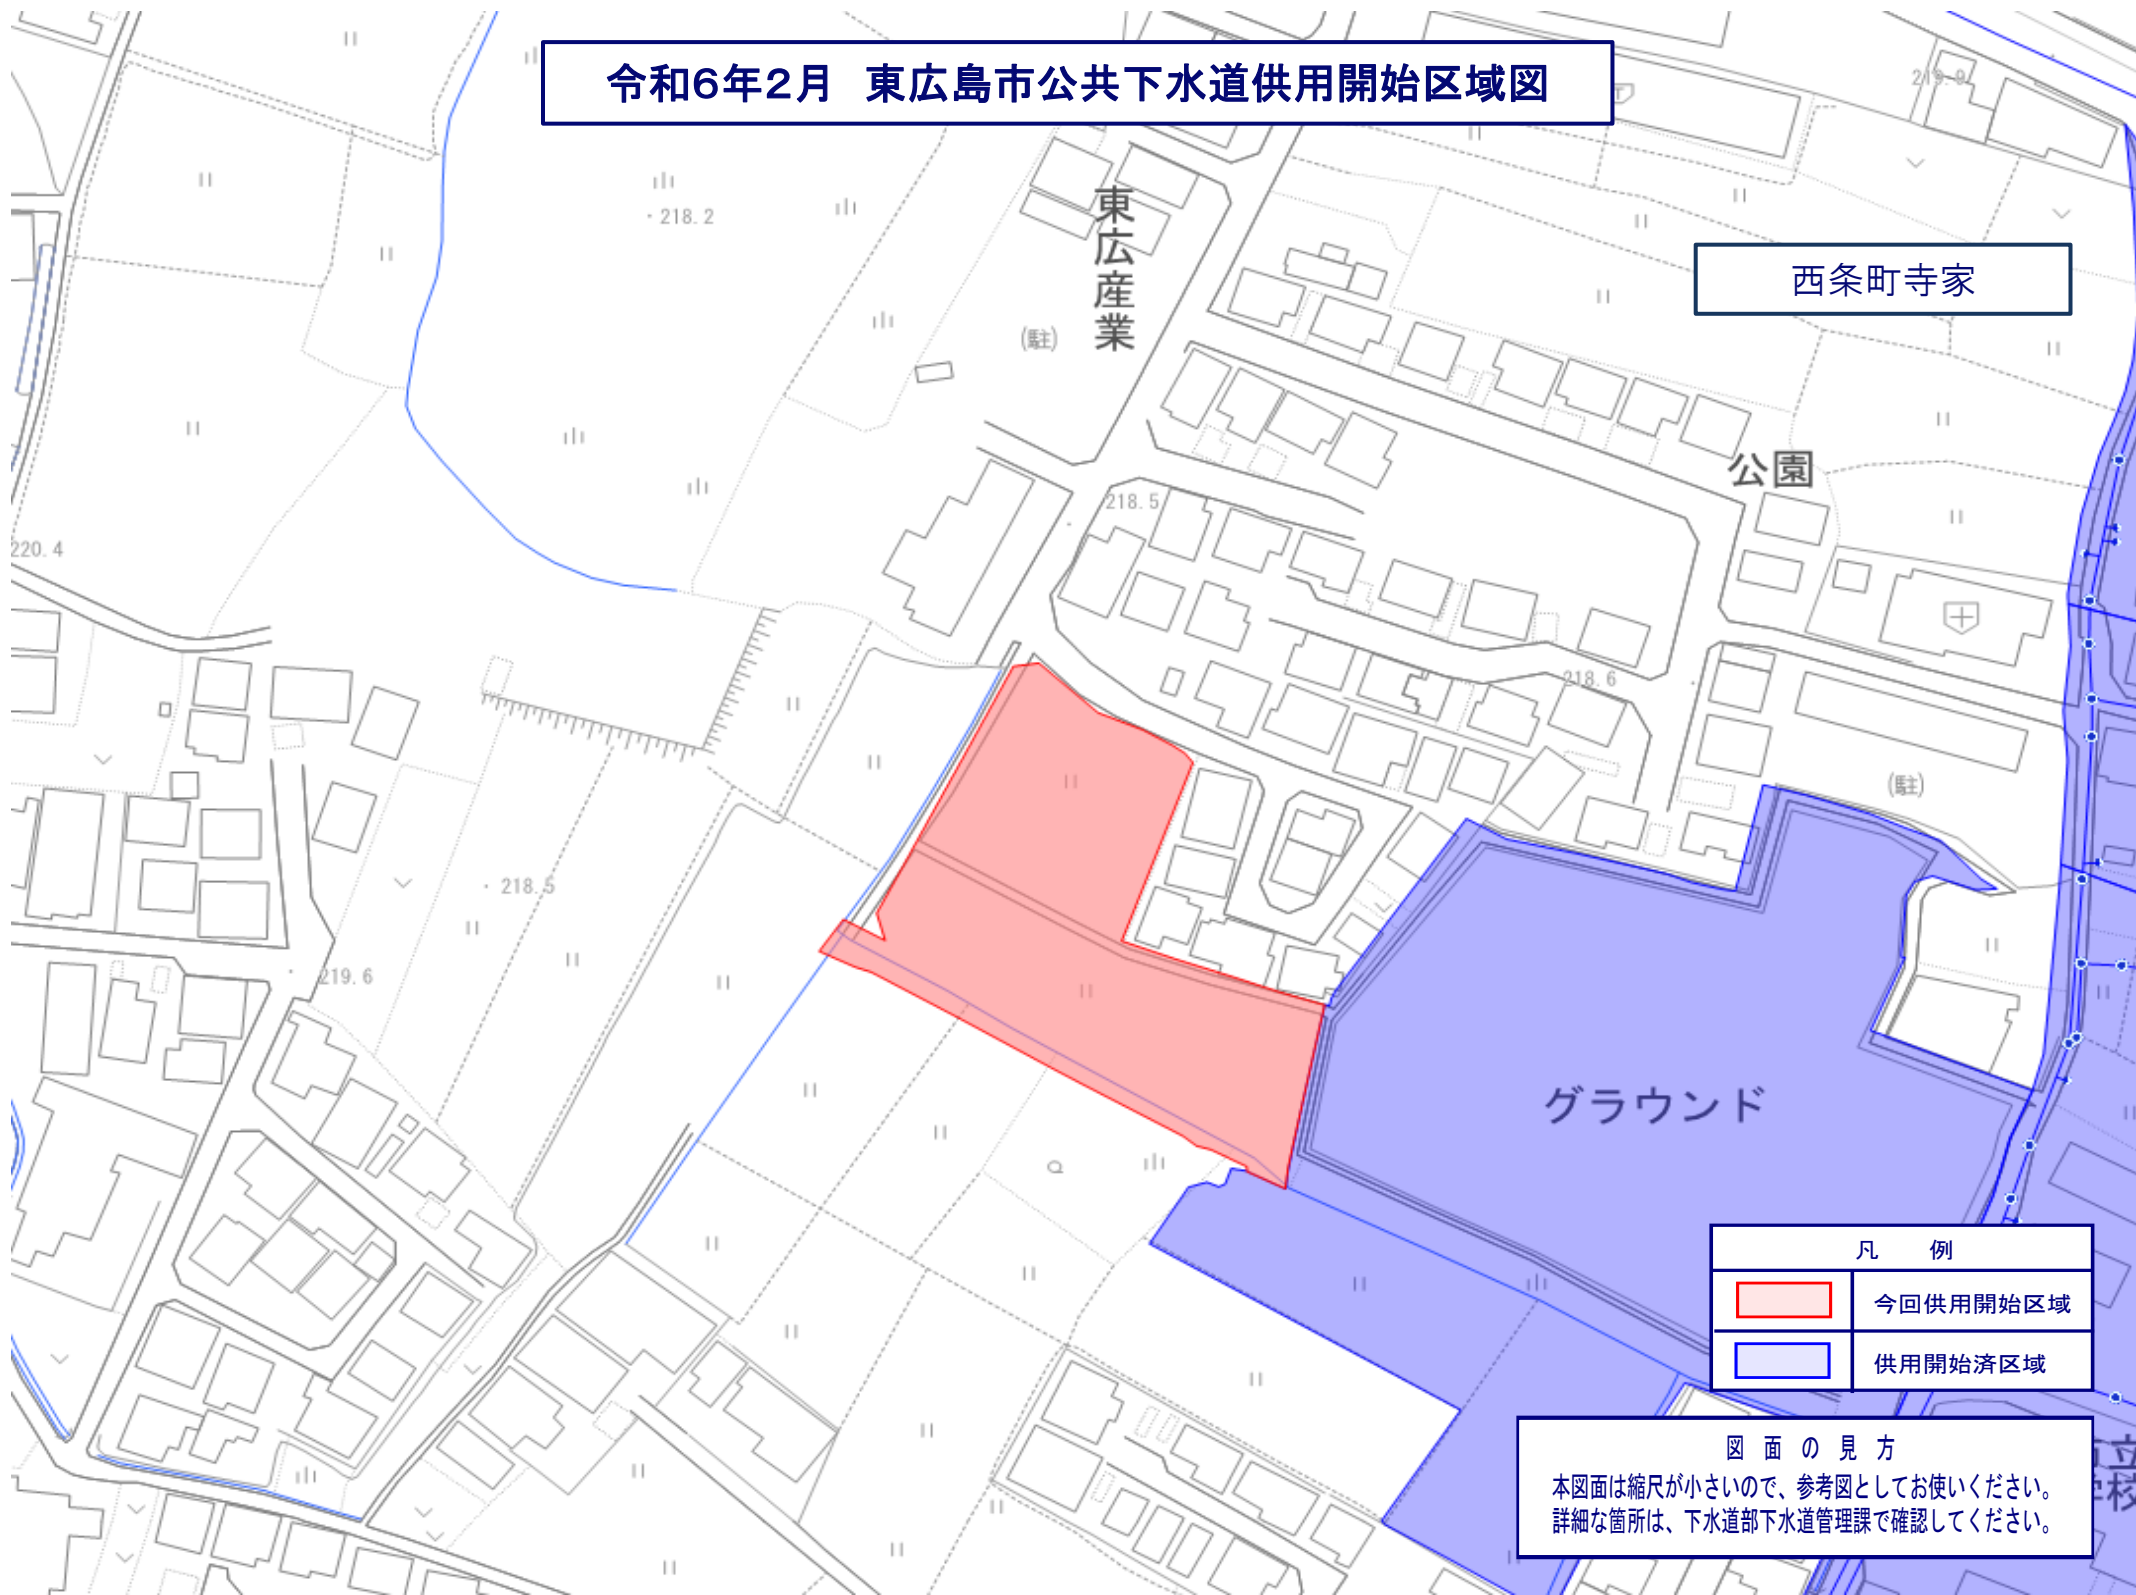 令和6年2月 東広島市公共下水道供用開始区域図
219.9
東広産業
218.2
西条町寺家
(駐)
公園
218.5
220.4
218.6
(駐)
218.5
219.6
グラウンド
凡 例
今回供用開始区域
供用開始済区域
図面の見方
本図面は縮尺が小さいので、参考図としてお使いください。
詳細な箇所は、下水道部下水道管理課で確認してください。